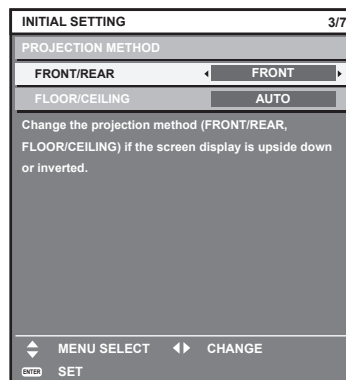 INITIAL SETTING 3/7
PROJECTION METHOD
FRONT/REAR FRONT
FLOOR/CEILING AUTO
Change the projection method (FRONT/REAR,
FLOOR/CEILING) if the screen display is upside down
or inverted.
MENU SELECT CHANGE
ENTER SET